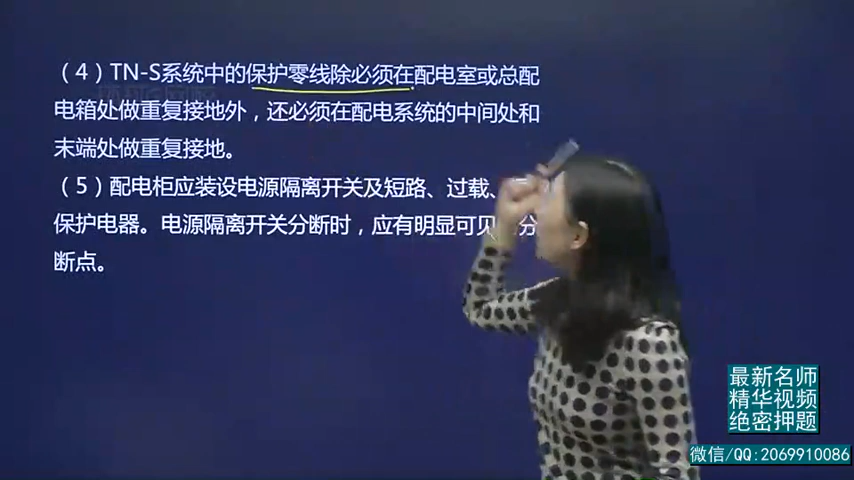 （4）TN-S系统中的保护零线除必须在配电室或总配
电箱处做重复接地外，还必须在配电系统的中间处和
末端处做重复接地。
（5）配电柜应装设电源隔离开关及短路、过载、
保护电器。电源隔离开关分断时，应有明显可见分
断点。
最新名师
精华视频
绝密押题
微信/QQ:2069910086